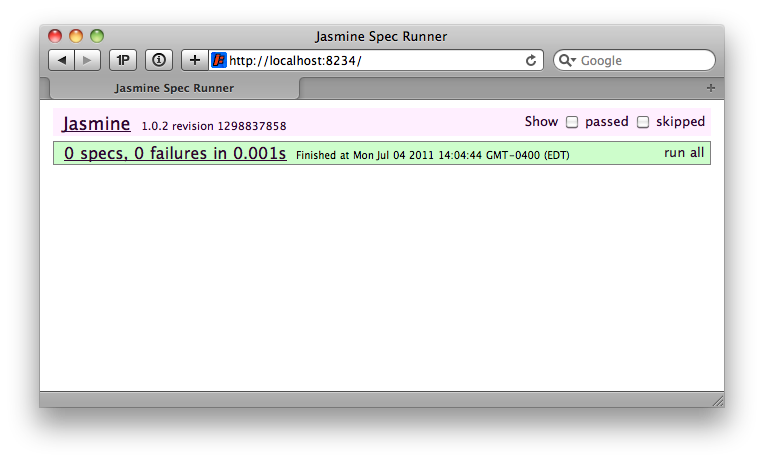 Jasmine Spec Runner
1P + http://localhost:8234/ Google
Jasmine Spec Runner +
Jasmine 1.0.2 revision 1298837858 Show passed skipped
0 specs, 0 failures in 0.001s Finished at Mon Jul 04 2011 14:04:44 GMT-0400 (EDT) run all